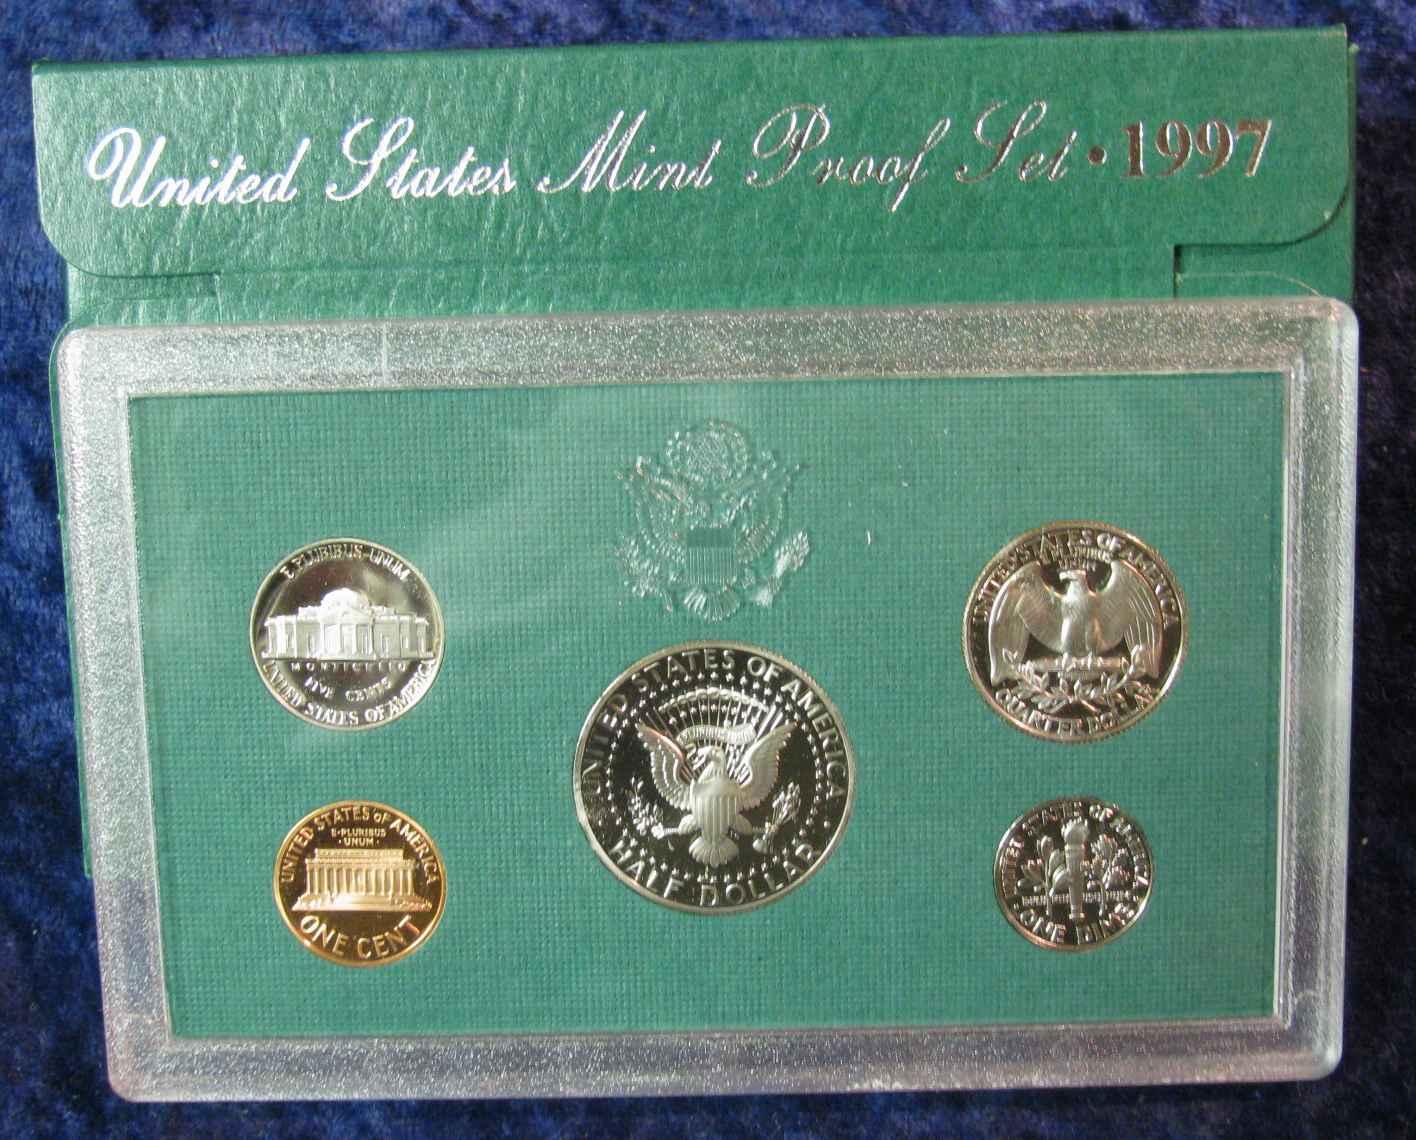 United States Mint Proof Set • 1997
E PLURIBUS UNUM
MONTICELLO
FIVE CENTS
UNITED STATES OF AMERICA
UNITED STATES OF AMERICA
QUARTER DOLLAR
UNITED STATES OF AMERICA
HALF DOLLAR
UNITED STATES OF AMERICA
E·PLURIBUS
·UNUM·
ONE CENT
UNITED STATES OF AMERICA
ONE DIME